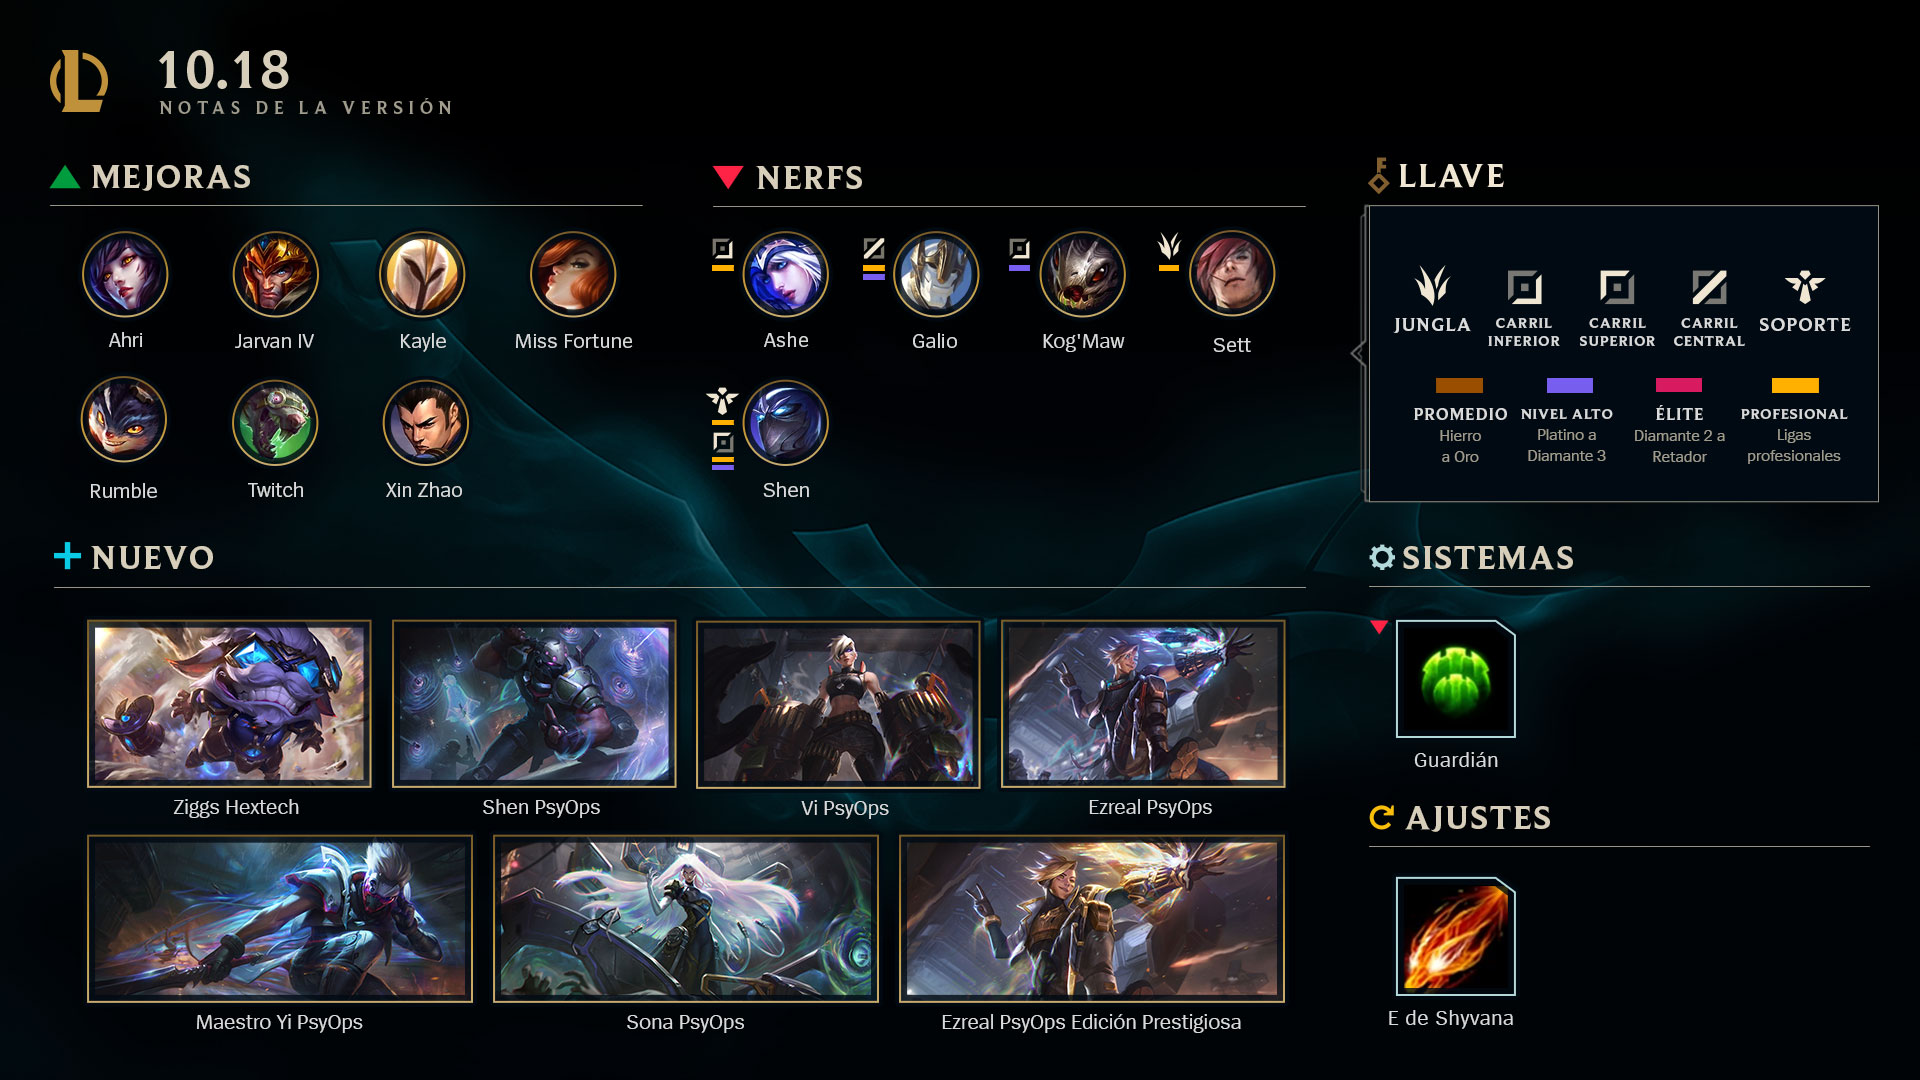 10.18
NOTAS DE LA VERSIÓN
MEJORAS
Ahri
Jarvan IV
Kayle
Miss Fortune
Rumble
Twitch
Xin Zhao
NERFS
Ashe
Galio
Kog'Maw
Sett
Shen
LLAVE
JUNGLA
CARRIL
INFERIOR
CARRIL
SUPERIOR
CARRIL
CENTRAL
SOPORTE
PROMEDIO
Hierro
a Oro
NIVEL ALTO
Platino a
Diamante 3
ÉLITE
Diamante 2 a
Retador
PROFESIONAL
Ligas
profesionales
NUEVO
Ziggs Hextech
Shen PsyOps
Vi PsyOps
Ezreal PsyOps
Maestro Yi PsyOps
Sona PsyOps
Ezreal PsyOps Edición Prestigiosa
SISTEMAS
Guardián
AJUSTES
E de Shyvana